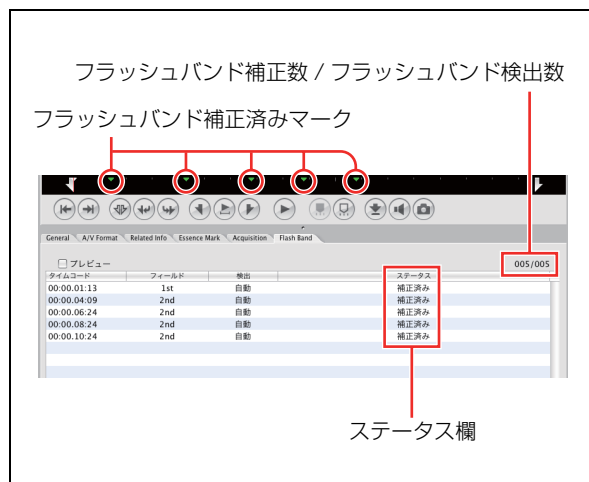 フラッシュバンド補正数 / フラッシュバンド検出数
フラッシュバンド補正済みマーク
General A/V Format Related Info Essence Mark Acquisition Flash Band
プレビュー 005/005
タイムコード フィールド 検出 ステータス
00:00.01:13 1st 自動 補正済み
00:00.04:09 2nd 自動 補正済み
00:00.06:24 2nd 自動 補正済み
00:00.08:24 2nd 自動 補正済み
00:00.10:24 2nd 自動 補正済み
ステータス欄